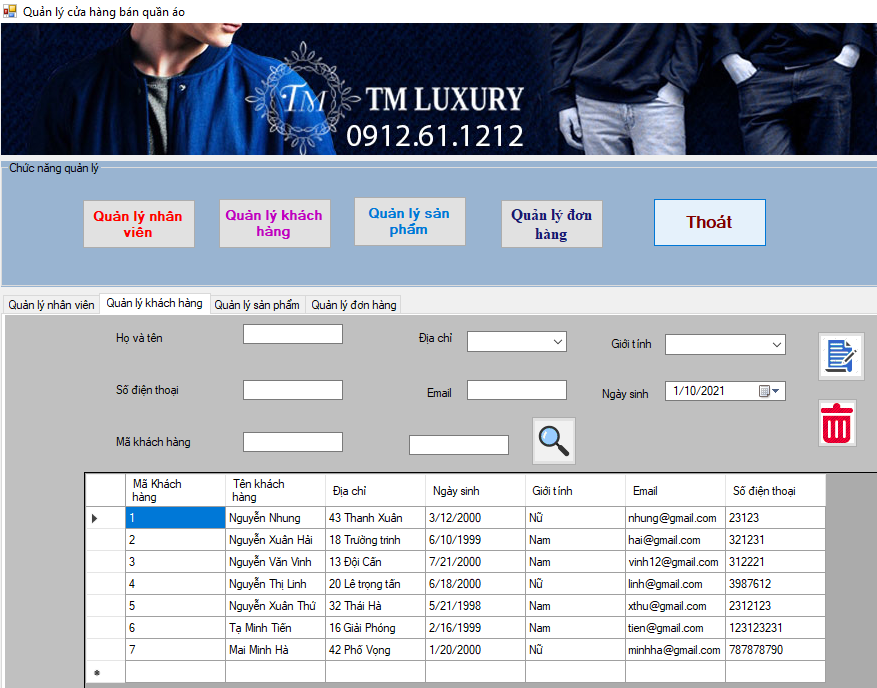 Quản lý cửa hàng bán quần áo
TM
TM LUXURY
0912.61.1212
Chức năng quản lý
Quản lý nhân
viên
Quản lý khách
hàng
Quản lý sản
phẩm
Quản lý đơn
hàng
Thoát
Quản lý nhân viên Quản lý khách hàng Quản lý sản phẩm Quản lý đơn hàng
Họ và tên Địa chỉ Giới tính
Số điện thoại Email Ngày sinh 1/10/2021
Mã khách hàng
Mã Khách
hàng
Tên khách
hàng
Địa chỉ Ngày sinh Giới tính Email Số điện thoại
1 Nguyễn Nhung 43 Thanh Xuân 3/12/2000 Nữ nhung@gmail.com 23123
2 Nguyễn Xuân Hải 18 Trường trinh 6/10/1999 Nam hai@gmail.com 321231
3 Nguyễn Văn Vinh 13 Đội Cấn 7/21/2000 Nam vinh12@gmail.com 312221
4 Nguyễn Thị Linh 20 Lê trọng tấn 6/18/2000 Nữ linh@gmail.com 3987612
5 Nguyễn Xuân Thứ 32 Thái Hà 5/21/1998 Nam xthu@gmail.com 2312123
6 Tạ Minh Tiến 16 Giải Phóng 2/16/1999 Nam tien@gmail.com 123123231
7 Mai Minh Hà 42 Phố Vọng 1/20/2000 Nữ minhha@gmail.com 787878790